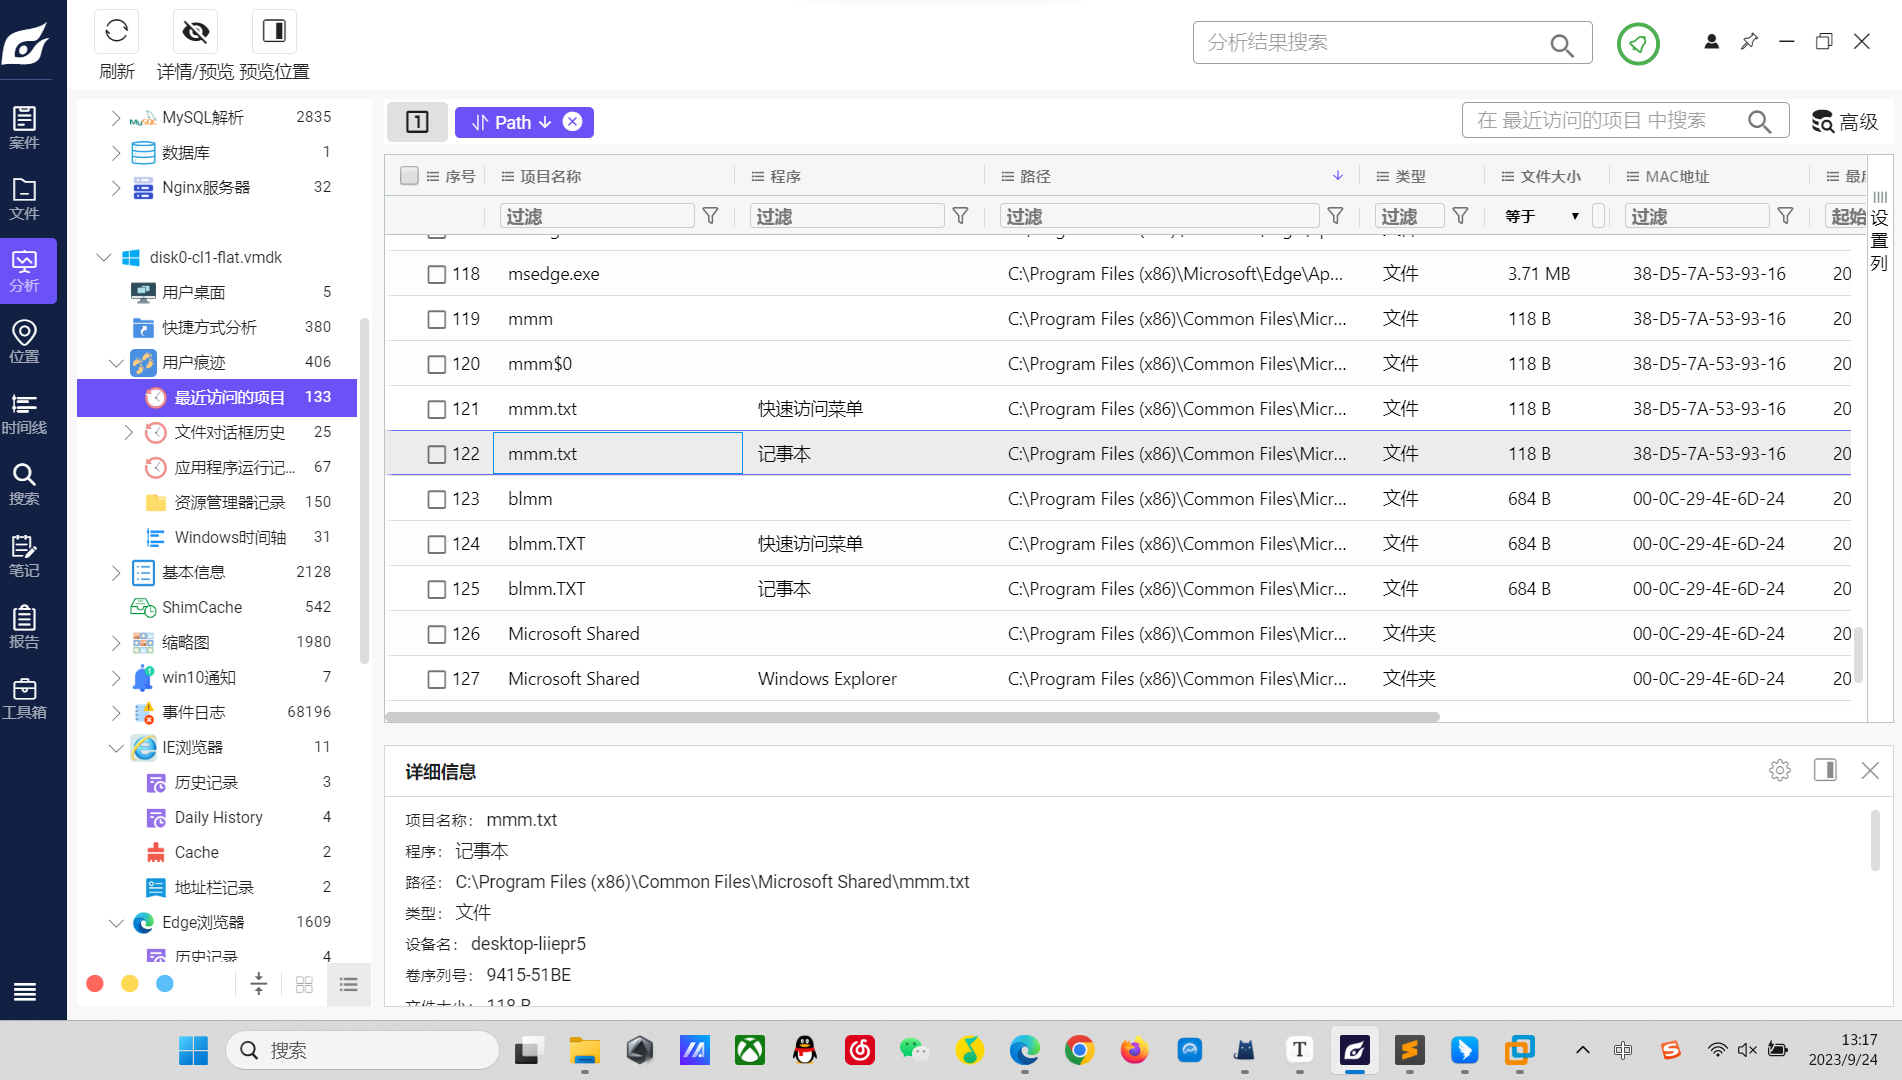 刷新
详情/预览
预览位置
分析结果搜索
案件
文件
分析
位置
时间线
搜索
笔记
报告
工具箱
MySQL解析 2835
数据库 1
Nginx服务器 32
disk0-cl1-flat.vmdk
用户桌面 5
快捷方式分析 380
用户痕迹 406
最近访问的项目 133
文件对话框历史 25
应用程序运行记... 67
资源管理器记录 150
Windows时间轴 31
基本信息 2128
ShimCache 542
缩略图 1980
win10通知 7
事件日志 68196
IE浏览器 11
历史记录 3
Daily History 4
Cache 2
地址栏记录 2
Edge浏览器 1609
历史记录 4
1 Path
在 最近访问的项目 中搜索
高级
序号 项目名称 程序 路径 类型 文件大小 MAC地址
过滤 过滤 过滤 过滤 等于 过滤 起始
设置列
118 msedge.exe C:\Program Files (x86)\Microsoft\Edge\Ap... 文件 3.71 MB 38-D5-7A-53-93-16 20
119 mmm C:\Program Files (x86)\Common Files\Micr... 文件 118 B 38-D5-7A-53-93-16 20
120 mmm$0 C:\Program Files (x86)\Common Files\Micr... 文件 118 B 38-D5-7A-53-93-16 20
121 mmm.txt 快速访问菜单 C:\Program Files (x86)\Common Files\Micr... 文件 118 B 38-D5-7A-53-93-16 20
122 mmm.txt 记事本 C:\Program Files (x86)\Common Files\Micr... 文件 118 B 38-D5-7A-53-93-16 20
123 blmm C:\Program Files (x86)\Common Files\Micr... 文件 684 B 00-0C-29-4E-6D-24 20
124 blmm.TXT 快速访问菜单 C:\Program Files (x86)\Common Files\Micr... 文件 684 B 00-0C-29-4E-6D-24 20
125 blmm.TXT 记事本 C:\Program Files (x86)\Common Files\Micr... 文件 684 B 00-0C-29-4E-6D-24 20
126 Microsoft Shared C:\Program Files (x86)\Common Files\Micr... 文件夹 00-0C-29-4E-6D-24 20
127 Microsoft Shared Windows Explorer C:\Program Files (x86)\Common Files\Micr... 文件夹 00-0C-29-4E-6D-24 20
详细信息
项目名称: mmm.txt
程序: 记事本
路径: C:\Program Files (x86)\Common Files\Microsoft Shared\mmm.txt
类型: 文件
设备名: desktop-liiepr5
卷序列号: 9415-51BE
文件大小: 118 B
搜索
中
13:17
2023/9/24